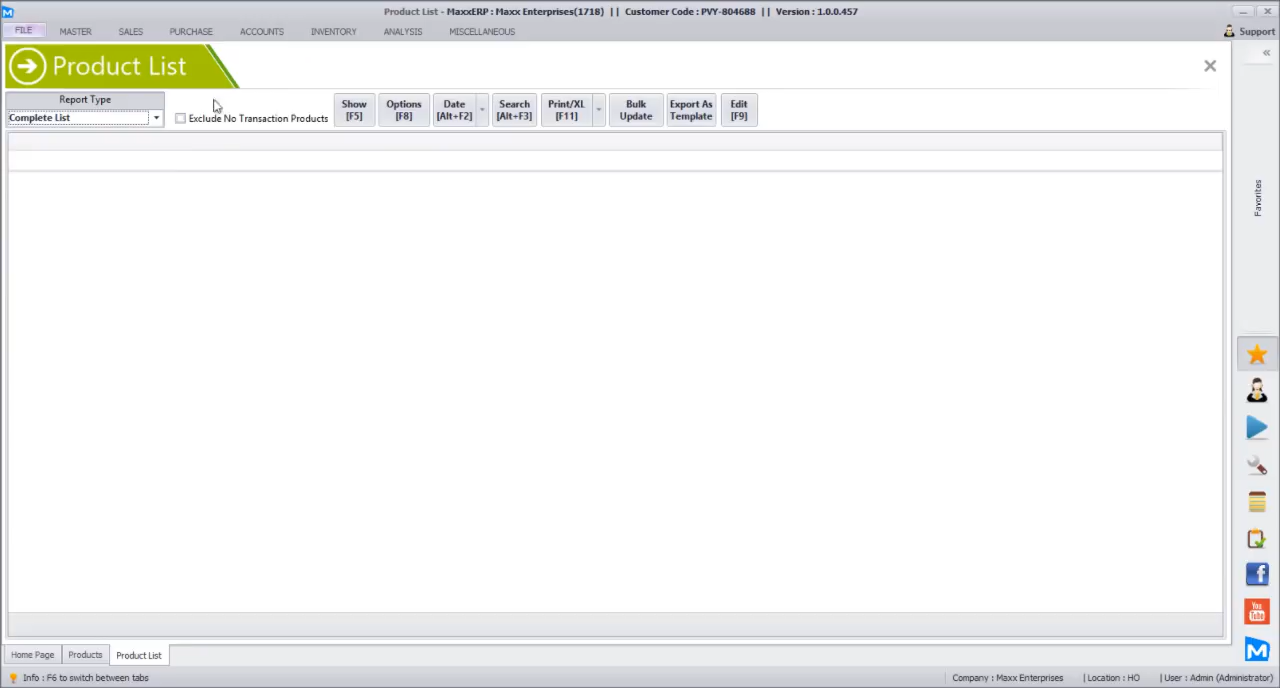 Product List - MaxxERP : Maxx Enterprises(1718) || Customer Code : PVY-804688 || Version : 1.0.0.457
FILE MASTER SALES PURCHASE ACCOUNTS INVENTORY ANALYSIS MISCELLANEOUS Support
Product List
Report Type
Complete List
Exclude No Transaction Products
Show [F5]
Options [F8]
Date [Alt+F2]
Search [Alt+F3]
Print/XL [F11]
Bulk Update
Export As Template
Edit [F9]
Favorites
You Tube
Home Page Products Product List
Info : F6 to switch between tabs Company : Maxx Enterprises | Location : HO | User : Admin (Administrator)